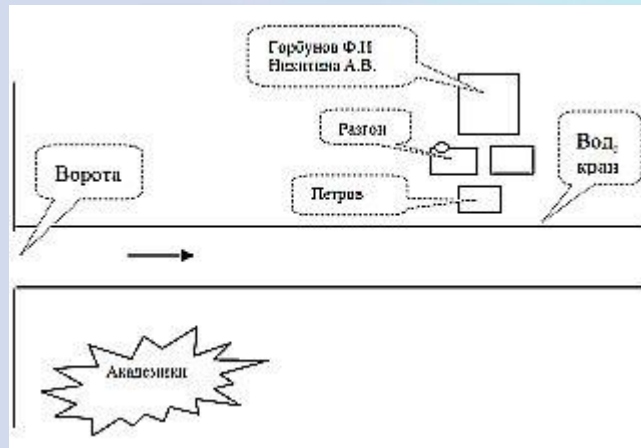 Горбунов Ф.И
Никитина А.В.
Разгон
Вод,
кран
Ворота
Петров
Академики